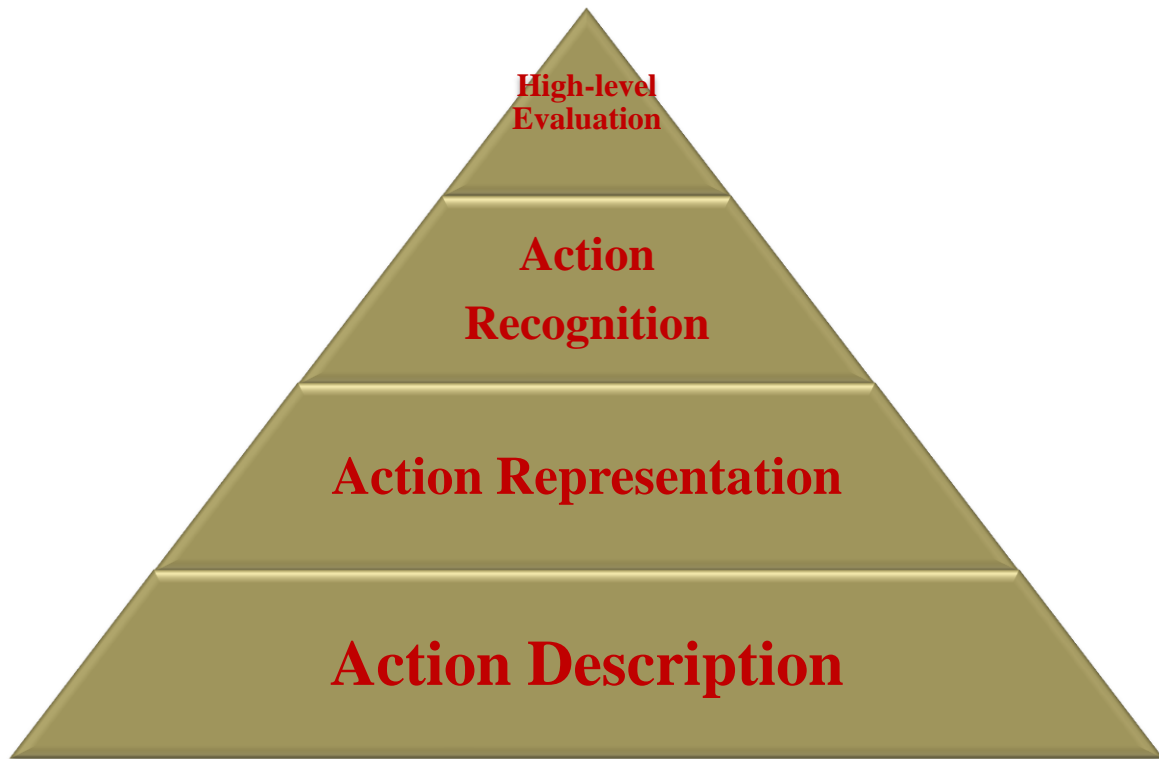 High-level
Evaluation
Action
Recognition
Action Representation
Action Description